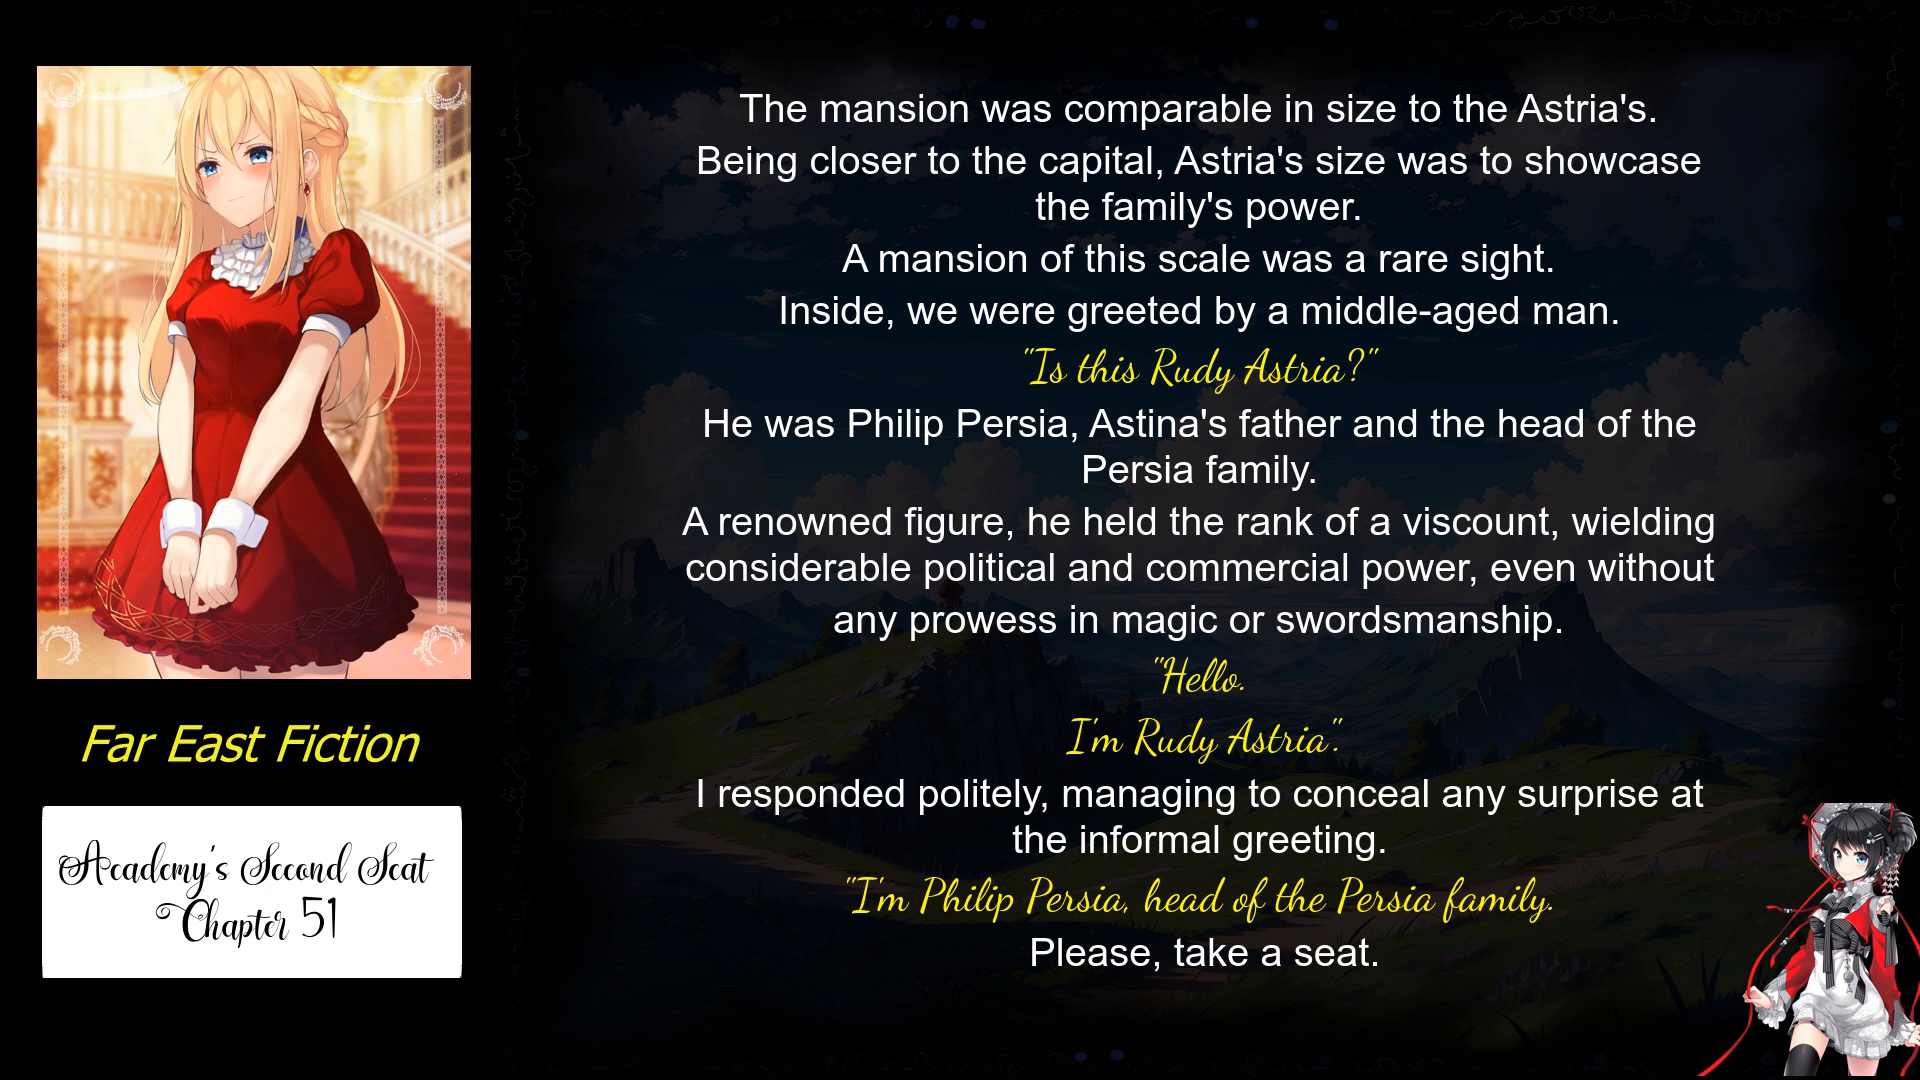 The mansion was comparable in size to the Astria's.
Being closer to the capital, Astria's size was to showcase
the family's power.
A mansion of this scale was a rare sight.
Inside, we were greeted by a middle-aged man.
"Is this Rudy Astria?"
He was Philip Persia, Astina's father and the head of the
Persia family.
A renowned figure, he held the rank of a viscount, wielding
considerable political and commercial power, even without
any prowess in magic or swordsmanship.
"Hello.
I'm Rudy Astria".
I responded politely, managing to conceal any surprise at
the informal greeting.
"I'm Philip Persia, head of the Persia family.
Please, take a seat.
Far East Fiction
Academy's Second Seat
Chapter 51